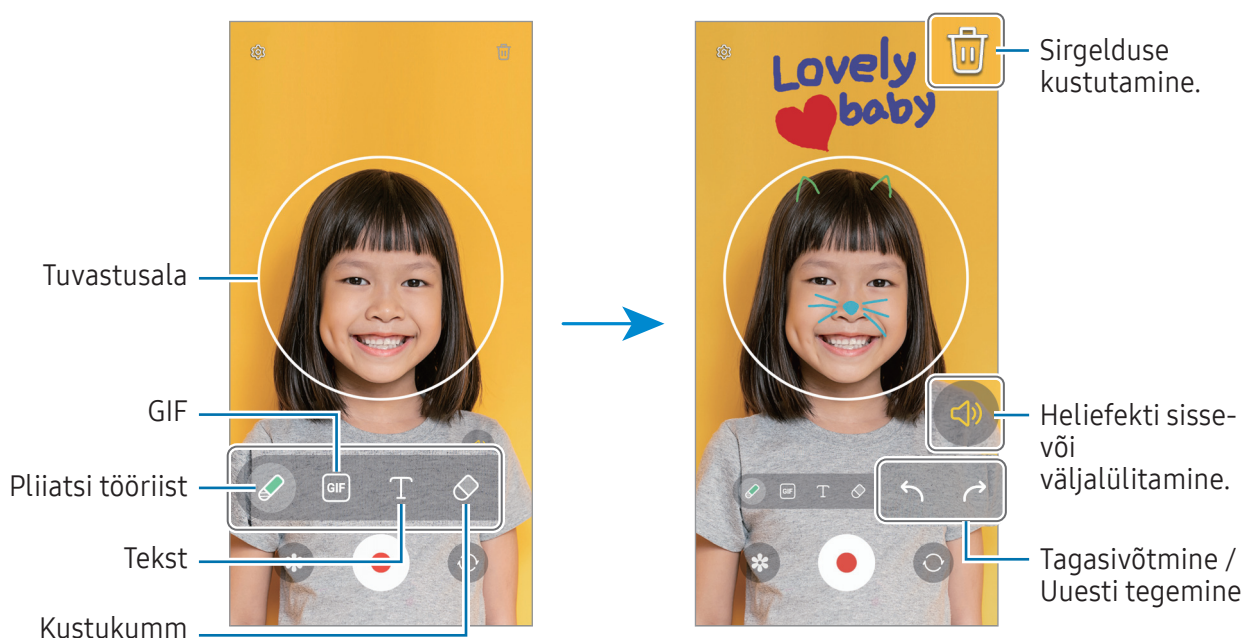 Lovely
baby
Sirgelduse
kustutamine.
Tuvastusala
GIF
Heliefekti sisse-
või
väljalülitamine.
Pliiatsi tööriist
GIF
T
GIF
T
Tekst
Tagasivõtmine /
Uuesti tegemine
Kustukumm